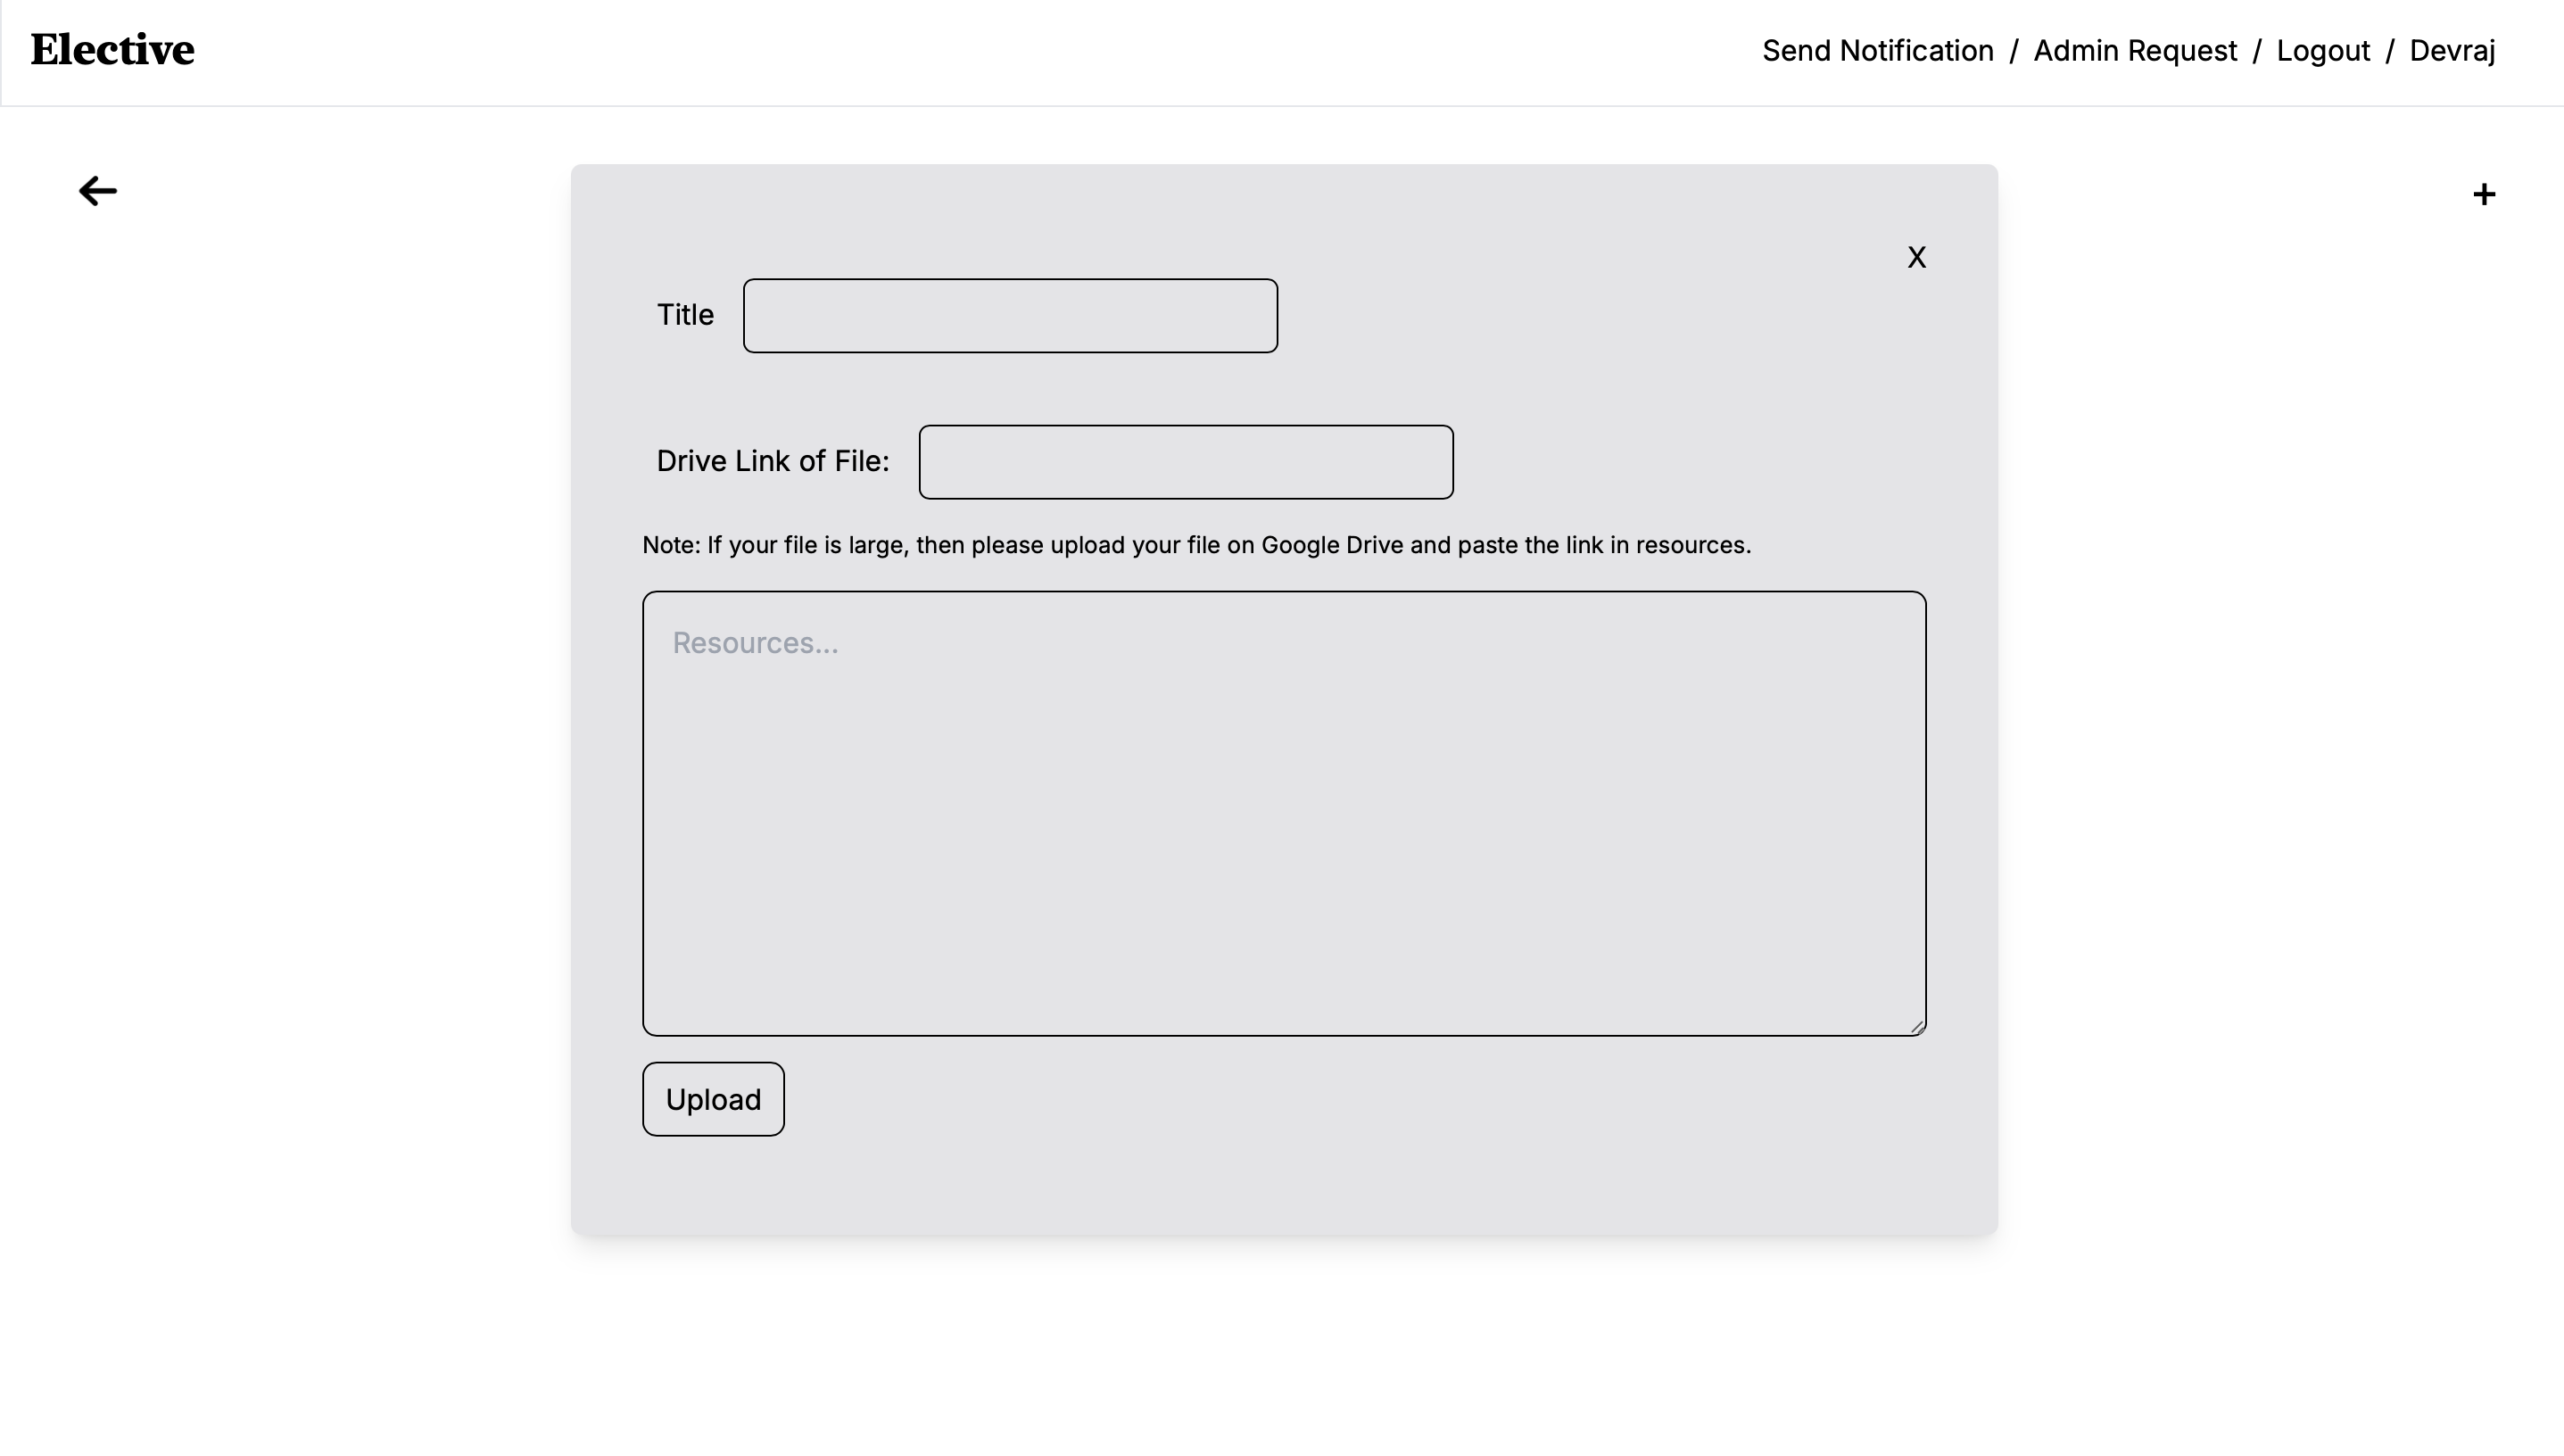 Elective
Send Notification / Admin Request / Logout / Devraj
+
X
Title
Drive Link of File:
Note: If your file is large, then please upload your file on Google Drive and paste the link in resources.
Resources...
Upload